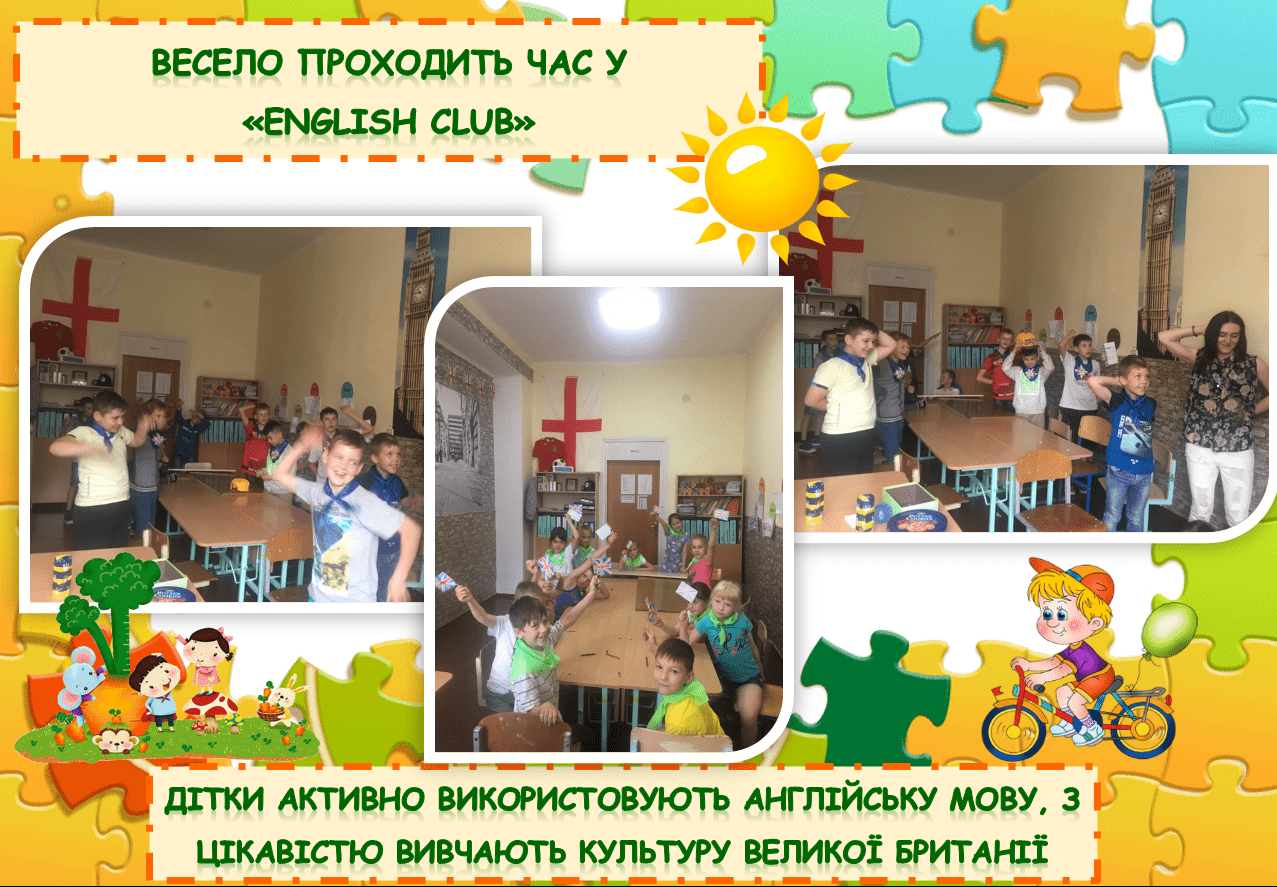 ВЕСЕЛО ПРОХОДИТЬ ЧАС У
«ENGLISH CLUB»
ДІТКИ АКТИВНО ВИКОРИСТОВУЮТЬ АНГЛІЙСЬКУ МОВУ, З
ЦІКАВІСТЮ ВИВЧАЮТЬ КУЛЬТУРУ ВЕЛИКОЇ БРИТАНІЇ